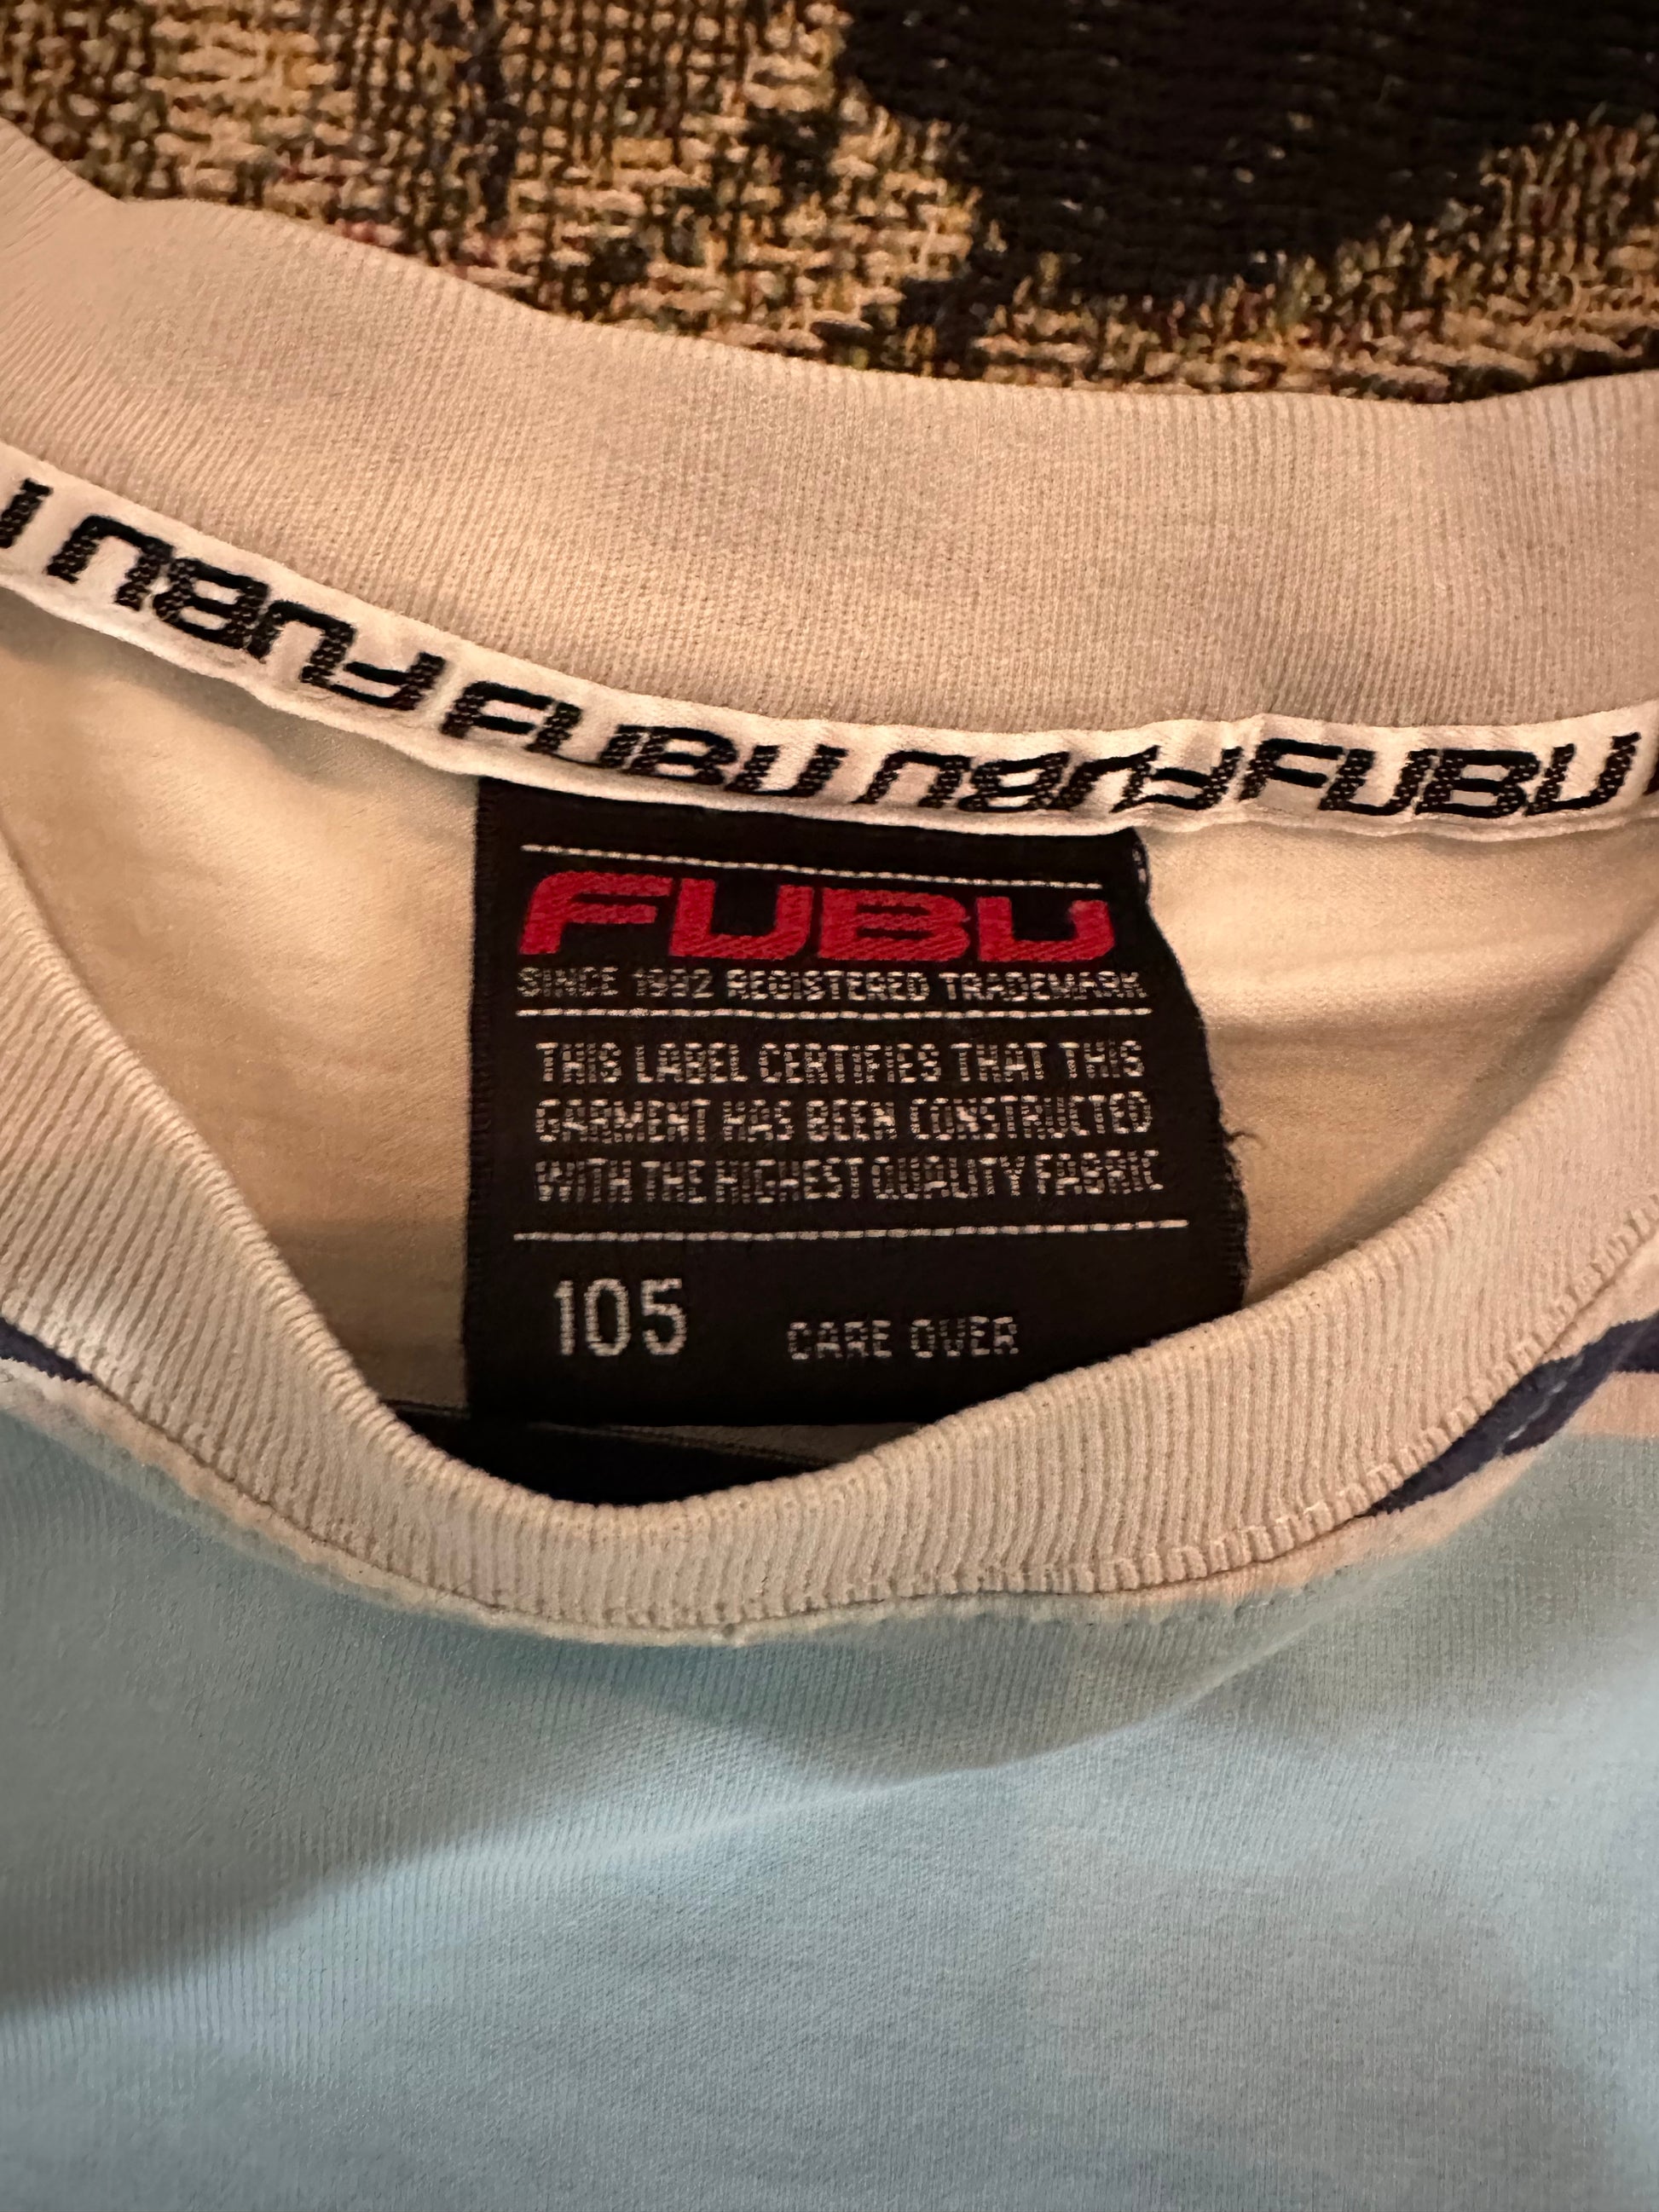 FUBU FUBU FUBU FUBU
FUBU
SINCE 1992 REGISTERED TRADEMARK
THIS LABEL CERTIFIES THAT THIS
GARMENT HAS BEEN CONSTRUCTED
WITH THE HIGHEST QUALITY FABRIC
105 CARE OVER